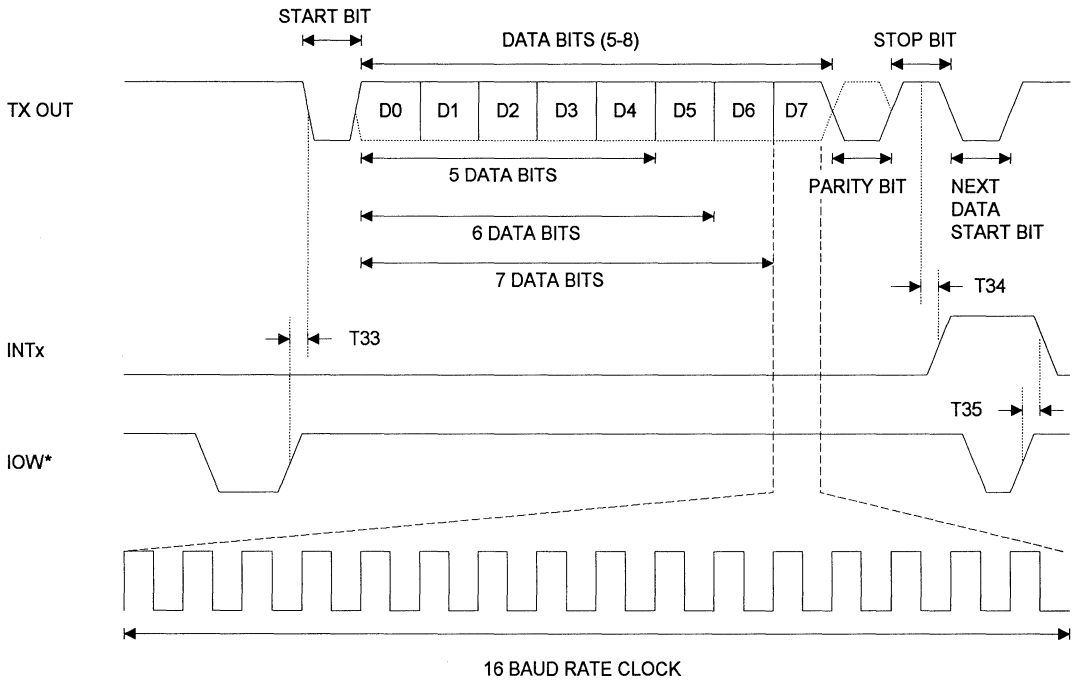 START BIT
DATA BITS (5-8)
STOP BIT
TX OUT
D0 D1 D2 D3 D4 D5 D6 D7
5 DATA BITS
PARITY BIT
NEXT
DATA
START BIT
6 DATA BITS
7 DATA BITS
T34
T33
INTx
T35
IOW*
16 BAUD RATE CLOCK